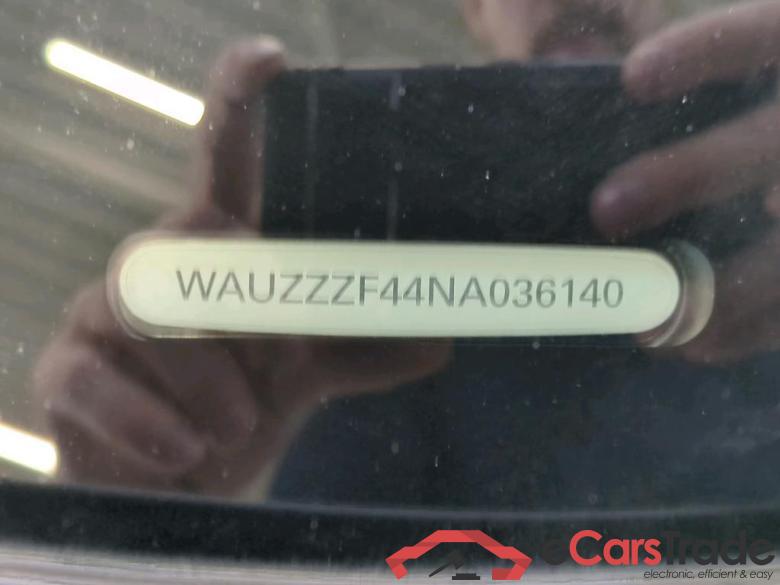 WAUZZZF44NA036140
eCarsTrade
electronic, efficient & easy